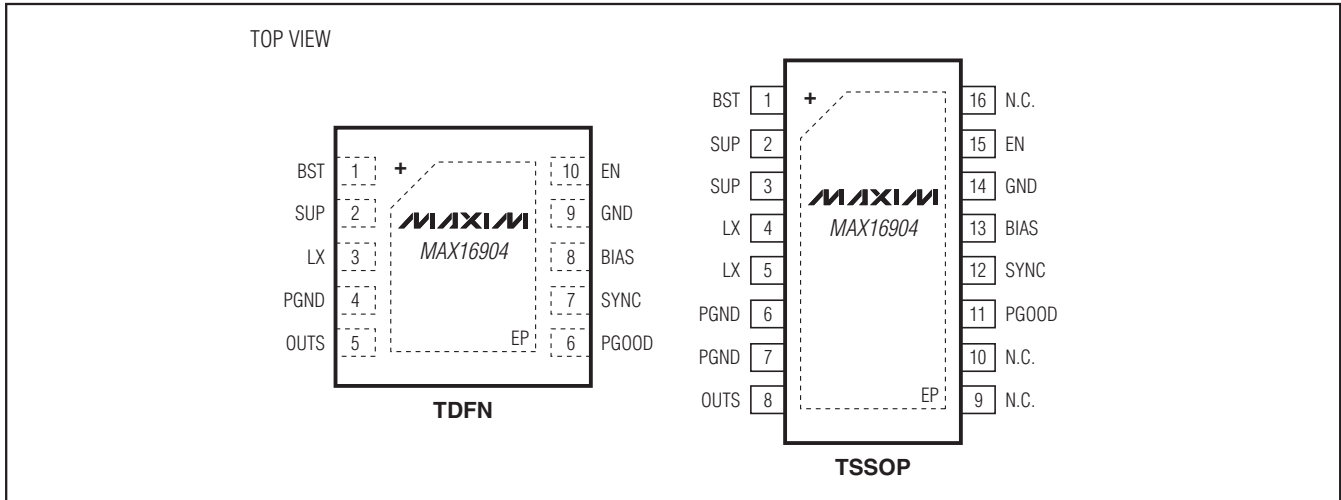 TOP VIEW
BST 1 + 10 EN
SUP 2 9 GND
LX 3 8 BIAS
PGND 4 7 SYNC
OUTS 5 6 PGOOD
MAXIM
MAX16904
EP
TDFN
BST 1 + 16 N.C.
SUP 2 15 EN
SUP 3 14 GND
LX 4 13 BIAS
LX 5 12 SYNC
PGND 6 11 PGOOD
PGND 7 10 N.C.
OUTS 8 9 N.C.
MAXIM
MAX16904
EP
TSSOP